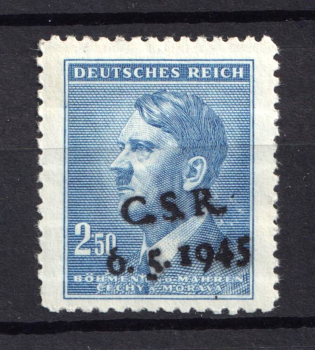 DEUTSCHES REICH
C.S.R.
6.5.1945
2.50
BÖHMEN U. MÄHREN
ČECHY A MORAVA